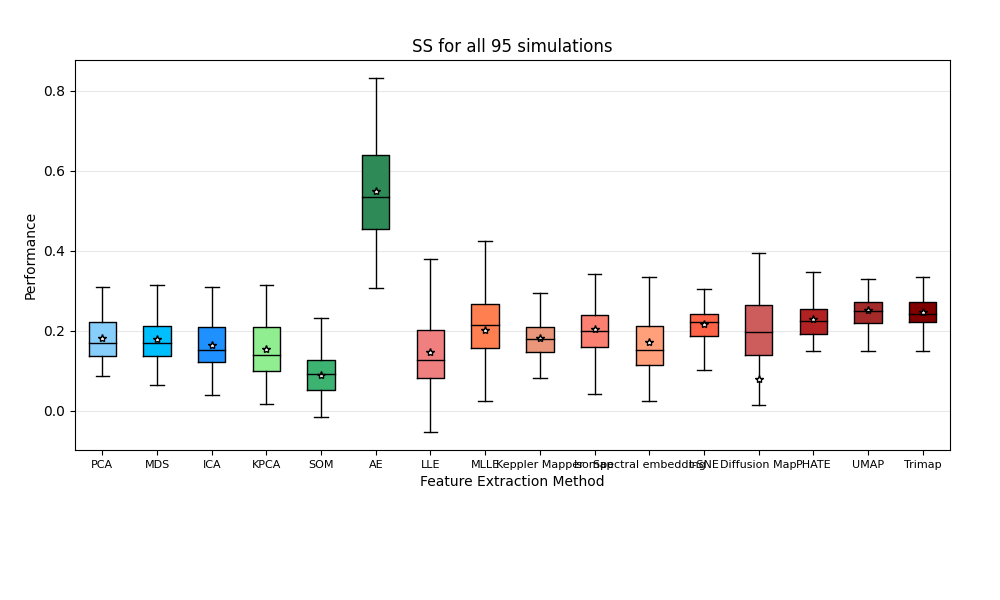 SS for all 95 simulations
Performance
0.8
0.6
0.4
0.2
0.0
PCA MDS ICA KPCA SOM AE LLE MLLE Keppler Mapper Isomap Spectral embedding t-SNE Diffusion Map PHATE UMAP Trimap
Feature Extraction Method